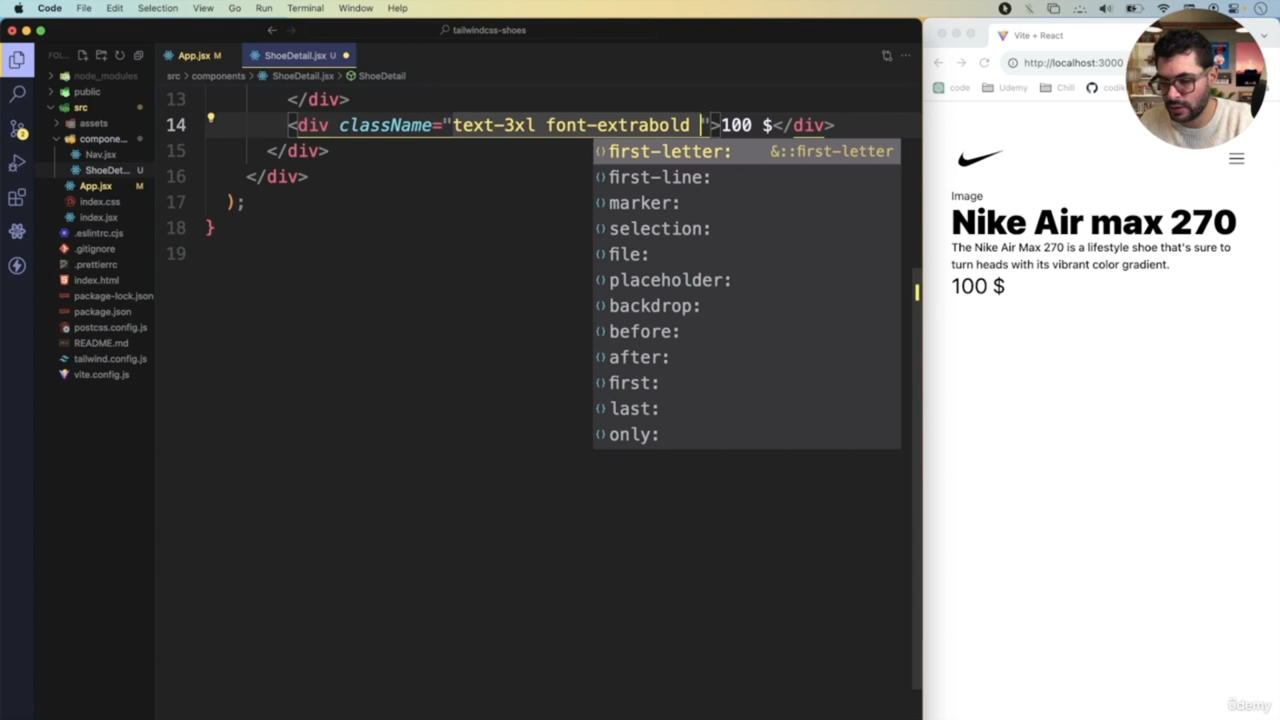 Code File Edit Selection View Go Run Terminal Window Help
tailwindcss-shoes
Vite + React
FOL...
App.jsx M
ShoeDetail.jsx U
http://localhost:3000
src > components > ShoeDetail.jsx > ShoeDetail
code Udemy Chill
node_modules
public
src
assets
compone...
Nav.jsx
ShoeDet...
App.jsx M
index.css
index.jsx
.eslintrc.cjs
.gitignore
.prettierrc
index.html
package-lock.json
package.json
postcss.config.js
README.md
tailwind.config.js
vite.config.js
2
13 </div>
14 <div className="text-3xl font-extrabold ">100 $</div>
15 </div>
16 </div>
17 );
18 }
19
first-letter: &::first-letter
first-line:
marker:
selection:
file:
placeholder:
backdrop:
before:
after:
first:
last:
only:
Image
Nike Air max 270
The Nike Air Max 270 is a lifestyle shoe that's sure to
turn heads with its vibrant color gradient.
100 $
ûdemy